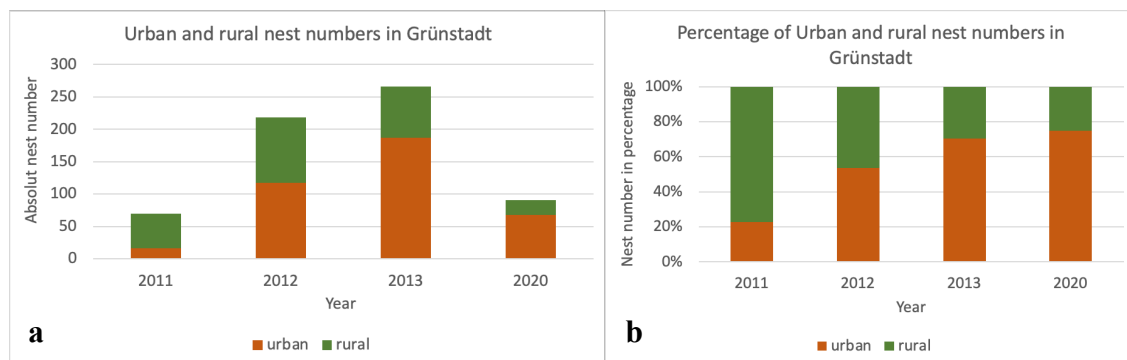 Urban and rural nest numbers in Grünstadt
Absolut nest number
300
250
200
150
100
50
0
2011 2012 2013 2020
Year
urban rural
a
Percentage of Urban and rural nest numbers in
Grünstadt
Nest number in percentage
100%
80%
60%
40%
20%
0%
2011 2012 2013 2020
Year
urban rural
b